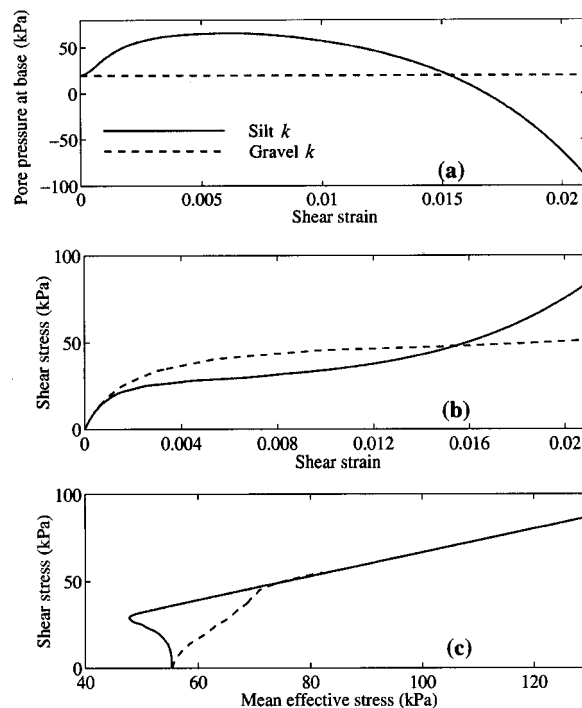 Pore pressure at base (kPa)
50
0
−50
−100
Silt k
Gravel k
(a)
0
0.005
0.01
0.015
0.02
Shear strain
Shear stress (kPa)
100
50
0
(b)
0
0.004
0.008
0.012
0.016
0.02
Shear strain
Shear stress (kPa)
100
50
0
(c)
40
60
80
100
120
Mean effective stress (kPa)